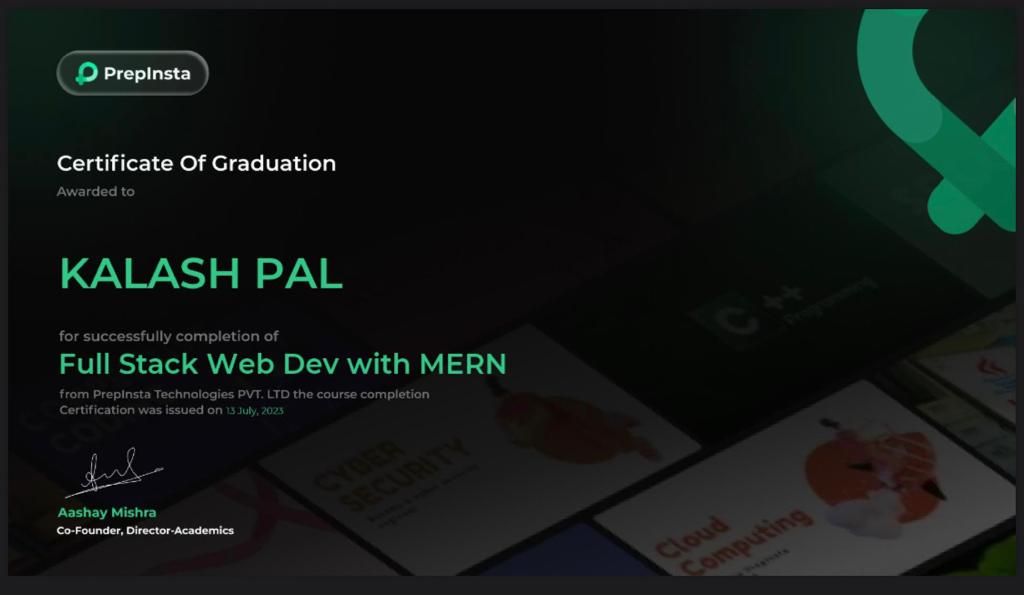 PrepInsta
Certificate Of Graduation
Awarded to
KALASH PAL
for successfully completion of
Full Stack Web Dev with MERN
from PrepInsta Technologies PVT. LTD the course completion
Certification was issued on 13 July, 2023
Aashay Mishra
Co-Founder, Director-Academics
C++
Programming
CYBER
SECURITY
Cloud
Computing